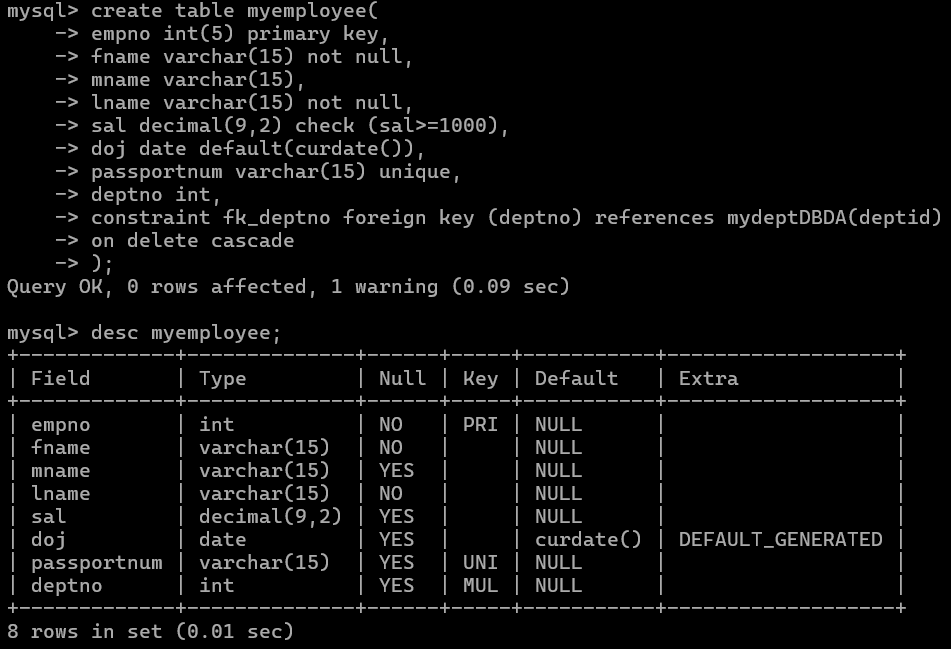 mysql> create table myemployee(
    -> empno int(5) primary key,
    -> fname varchar(15) not null,
    -> mname varchar(15),
    -> lname varchar(15) not null,
    -> sal decimal(9,2) check (sal>=1000),
    -> doj date default(curdate()),
    -> passportnum varchar(15) unique,
    -> deptno int,
    -> constraint fk_deptno foreign key (deptno) references mydeptDBDA(deptid)
    -> on delete cascade
    -> );
Query OK, 0 rows affected, 1 warning (0.09 sec)

mysql> desc myemployee;
+-------------+--------------+------+-----+-----------+-------------------+
| Field       | Type         | Null | Key | Default   | Extra             |
+-------------+--------------+------+-----+-----------+-------------------+
| empno       | int          | NO   | PRI | NULL      |                   |
| fname       | varchar(15)  | NO   |     | NULL      |                   |
| mname       | varchar(15)  | YES  |     | NULL      |                   |
| lname       | varchar(15)  | NO   |     | NULL      |                   |
| sal         | decimal(9,2) | YES  |     | NULL      |                   |
| doj         | date         | YES  |     | curdate() | DEFAULT_GENERATED |
| passportnum | varchar(15)  | YES  | UNI | NULL      |                   |
| deptno      | int          | YES  | MUL | NULL      |                   |
+-------------+--------------+------+-----+-----------+-------------------+
8 rows in set (0.01 sec)